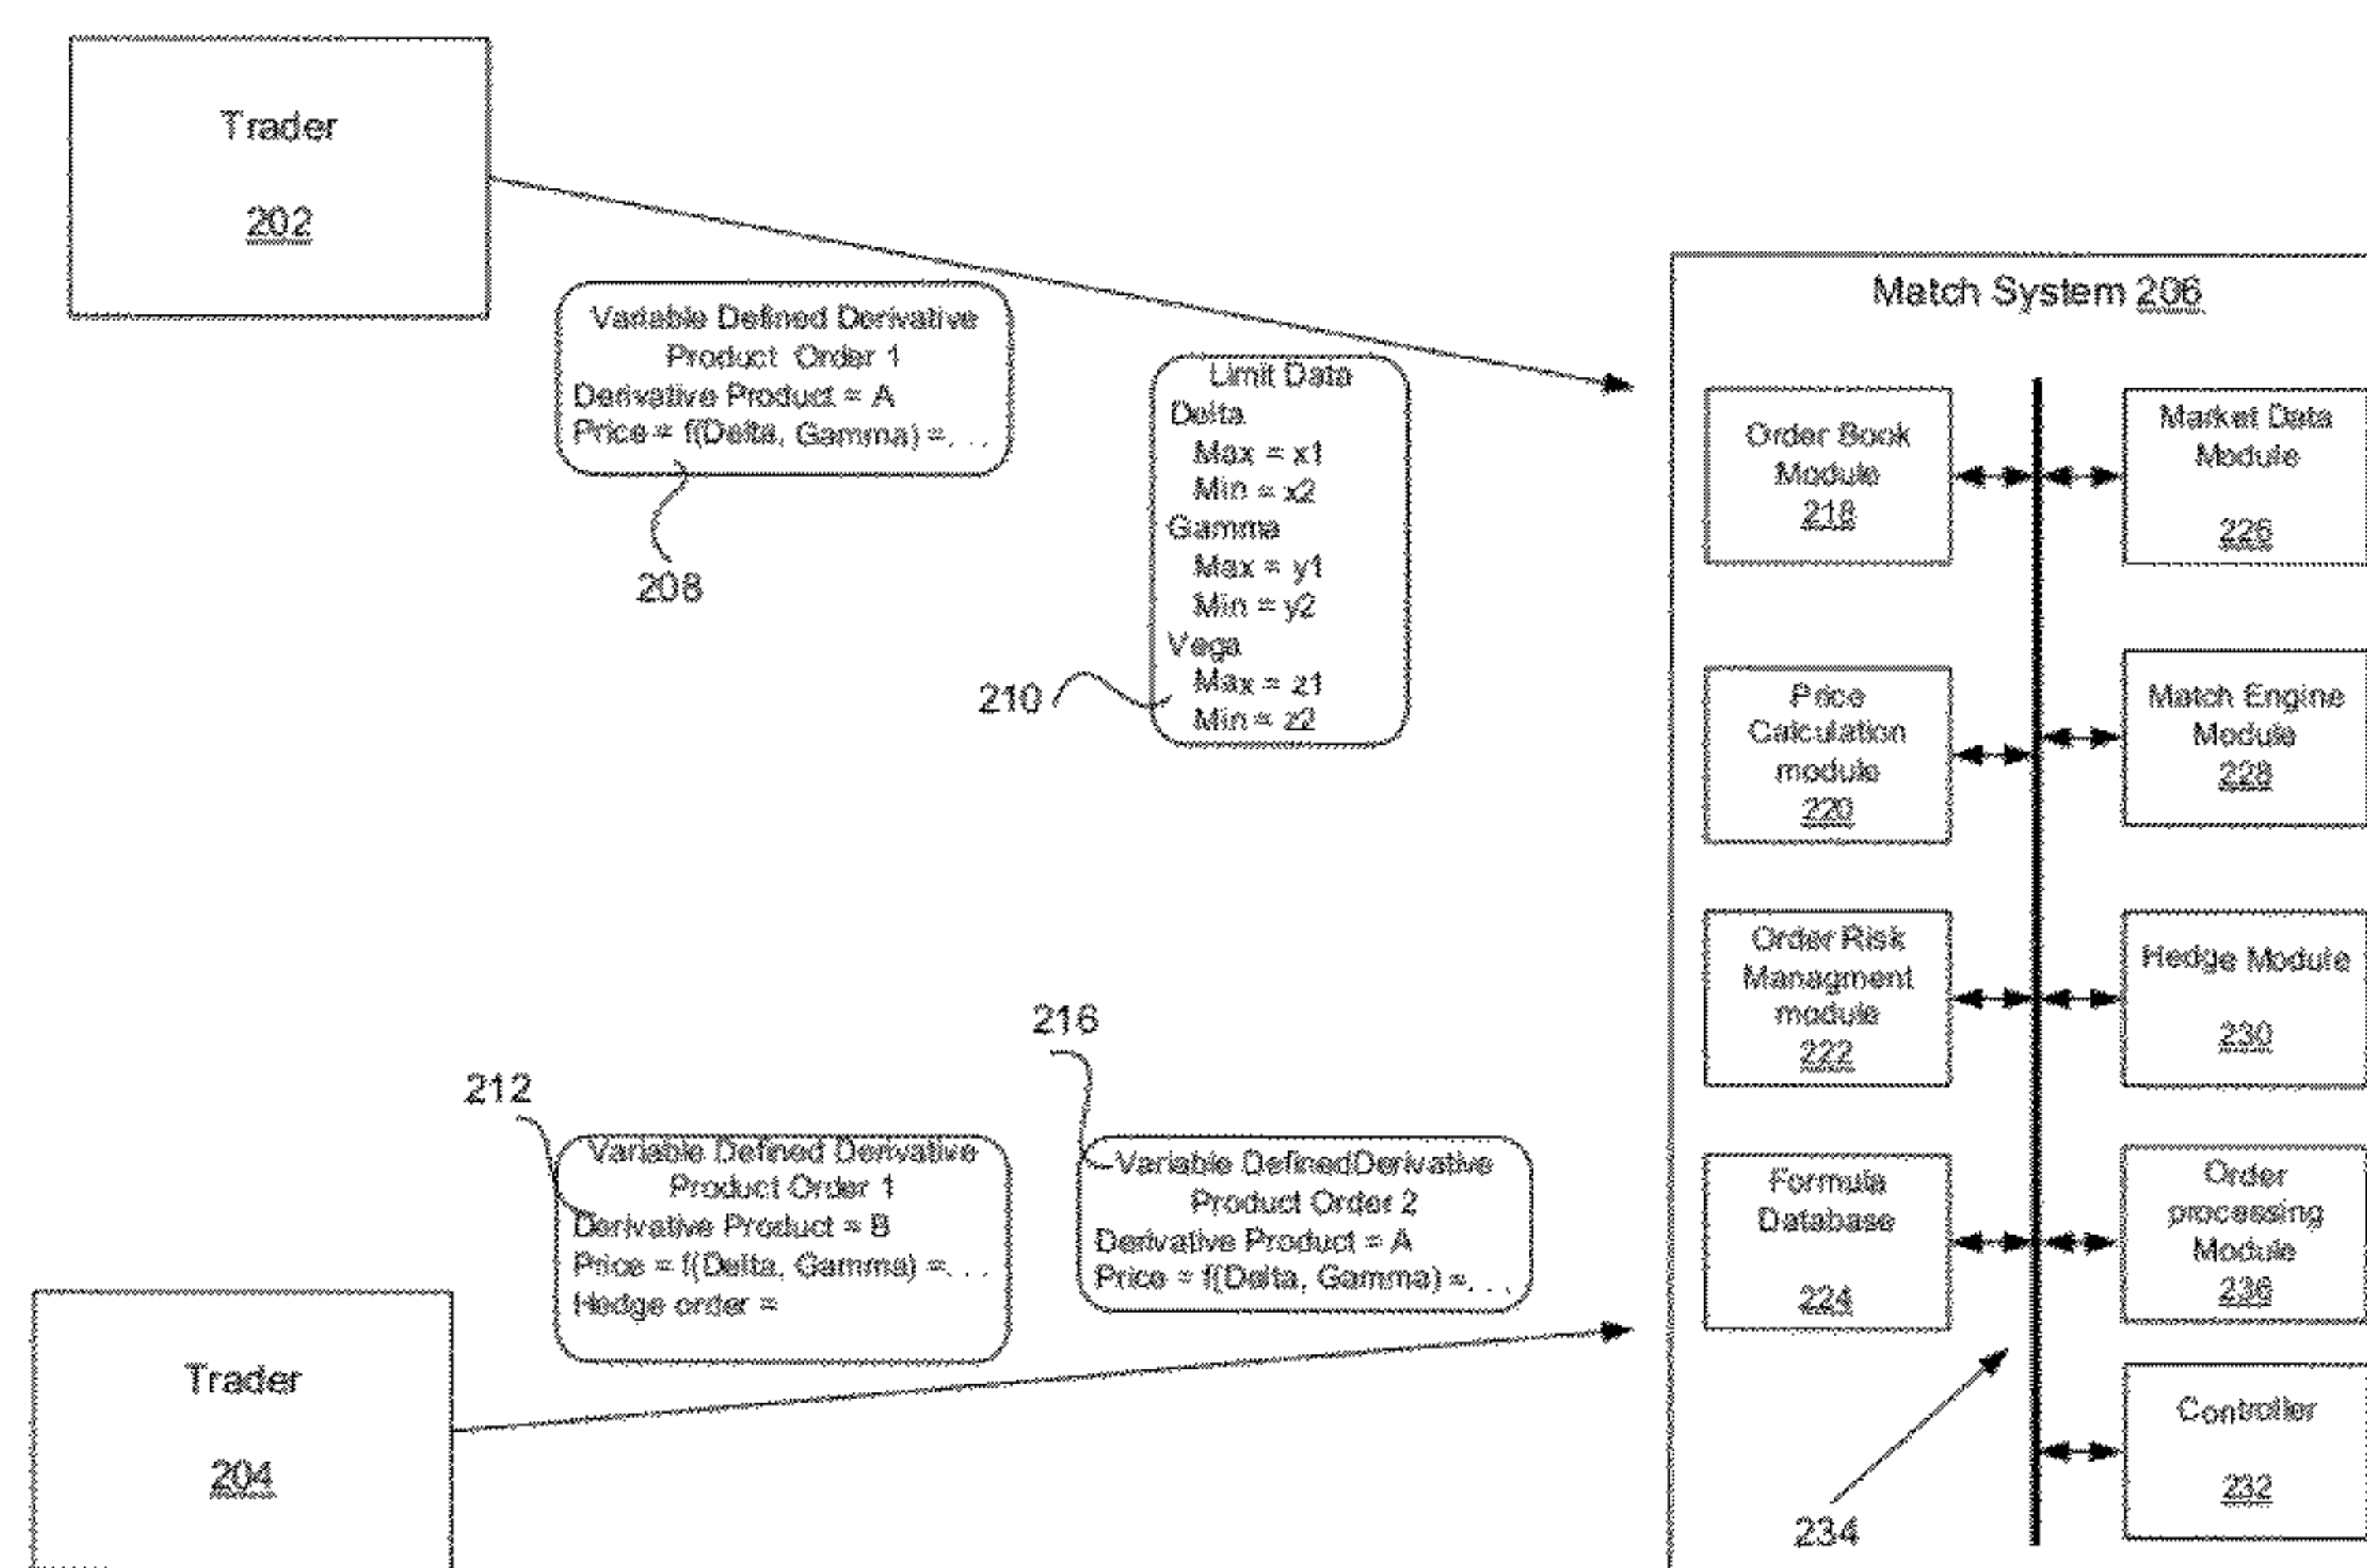 Trader
202
Variable Defined Derivative
Product Order 1
Derivative Product = A
Price = f(Delta, Gamma) =. . .
208
Limit Data
Delta
Max = x1
Min = x2
Gamma
Max = y1
Min = y2
Vega
Max = z1
Min = z2
210
Match System 206
Order Book
Module
218
Market Data
Module
226
Price
Calculation
module
220
Match Engine
Module
228
Order Risk
Managment
module
222
Hedge Module
230
Formula
Database
224
Order
processing
Module
236
Controller
232
234
212
Variable Defined Derivative
Product Order 1
Derivative Product = B
Price = f(Delta, Gamma) =. . .
Hedge order =
216
Variable DefinedDerivative
Product Order 2
Derivative Product = A
Price = f(Delta, Gamma) =. . .
Trader
204